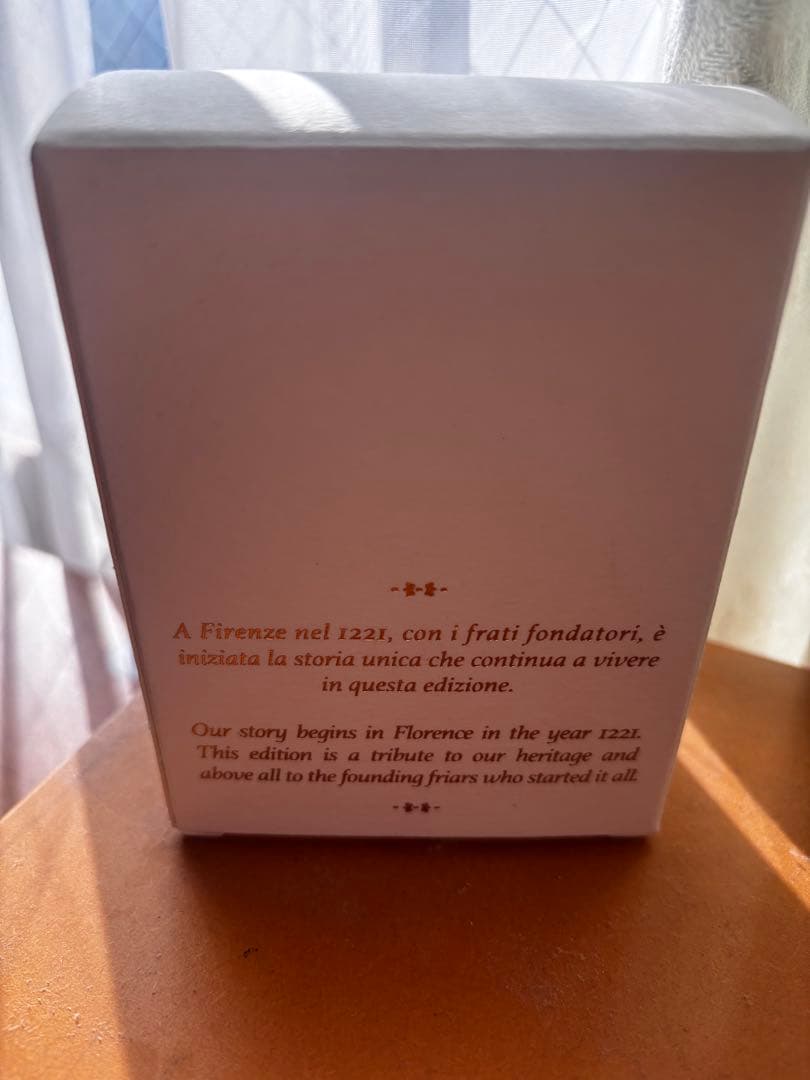 A Firenze nel 1221, con i frati fondatori, è
iniziata la storia unica che continua a vivere
in questa edizione.
Our story begins in Florence in the year 1221.
This edition is a tribute to our heritage and
above all to the founding friars who started it all.